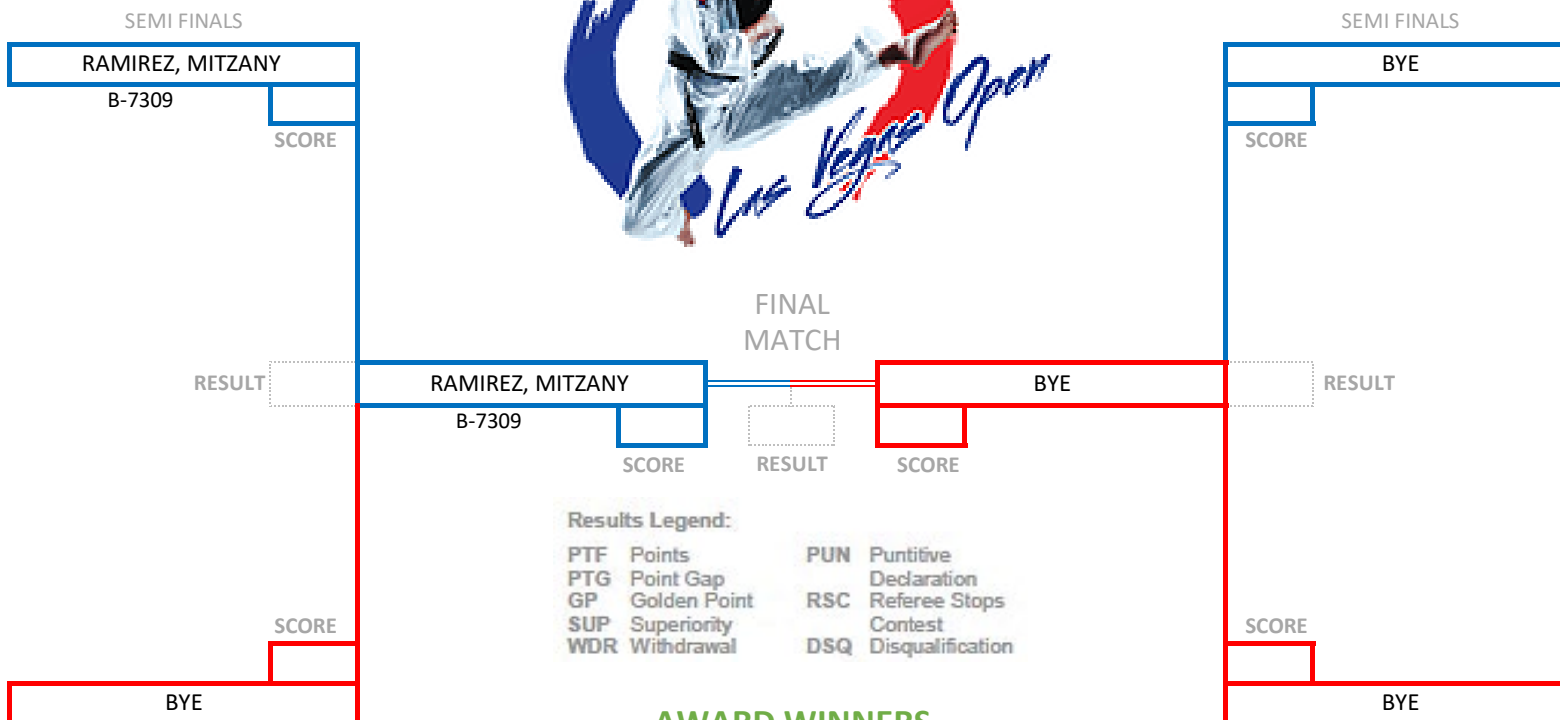 SEMI FINALS
SEMI FINALS
RAMIREZ, MITZANY
BYE
B-7309
SCORE
SCORE
Las Vegas Open
FINAL
MATCH
RESULT
RAMIREZ, MITZANY
BYE
RESULT
B-7309
SCORE
RESULT
SCORE
Results Legend:
PTF Points
PTG Point Gap
GP Golden Point
SUP Superiority
WDR Withdrawal
PUN Puntitive
Declaration
RSC Referee Stops
Contest
DSQ Disqualification
SCORE
SCORE
BYE
BYE
AWARD WINNERS